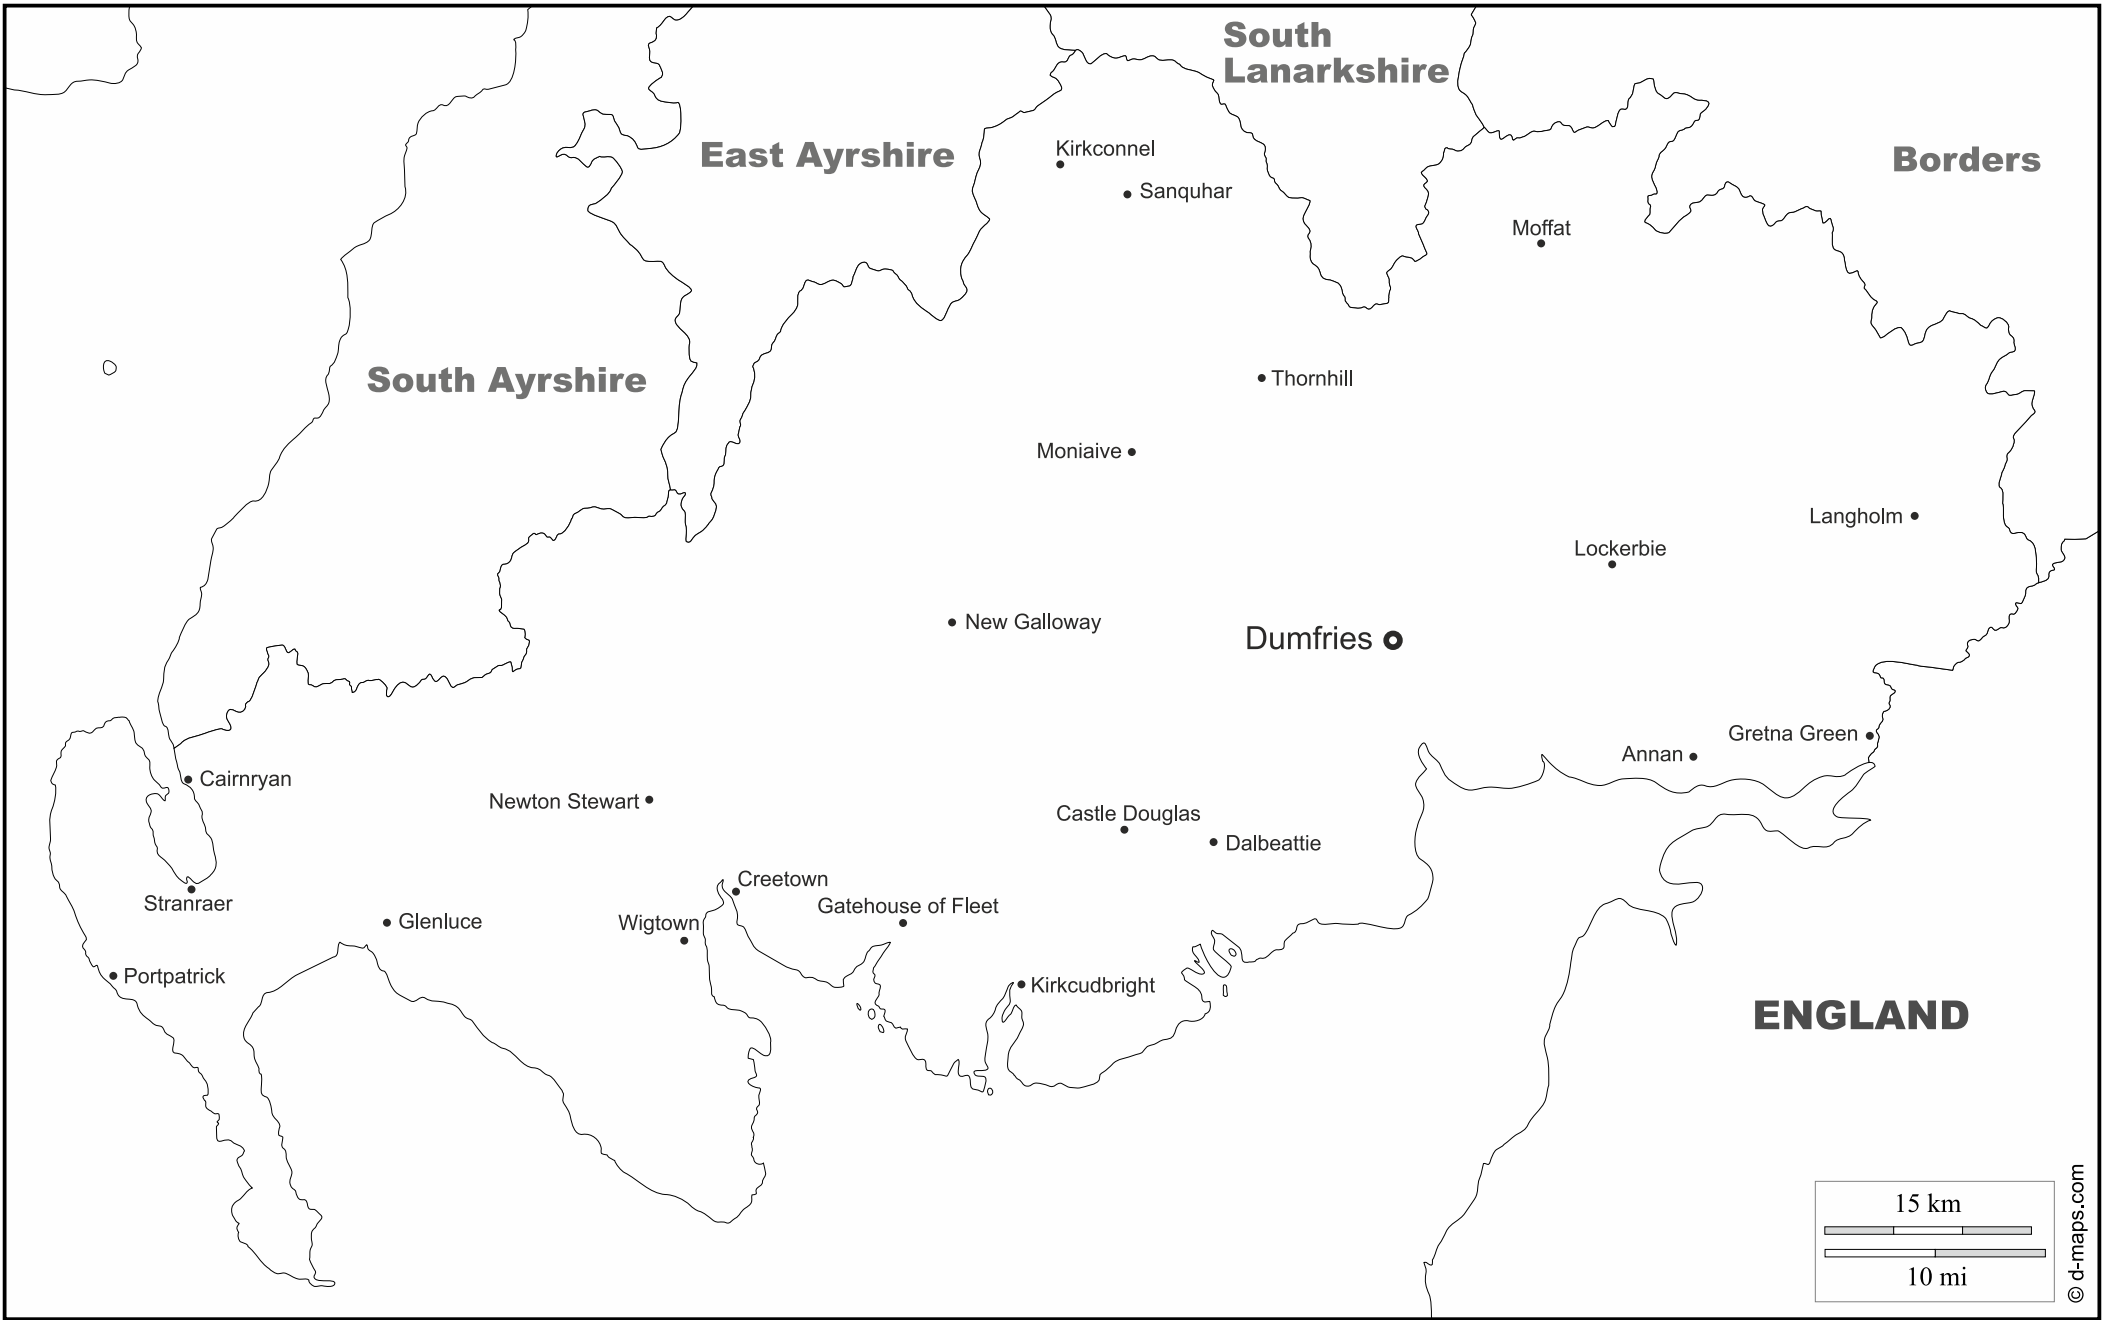 South
Lanarkshire
Kirkconnel
East Ayrshire
Borders
Sanquhar
Moffat
South Ayrshire
Thornhill
Moniaive
Langholm
Lockerbie
New Galloway
Dumfries
Gretna Green
Annan
Cairnryan
Newton Stewart
Castle Douglas
Dalbeattie
Creetown
Stranraer
Gatehouse of Fleet
Glenluce
Wigtown
Portpatrick
Kirkcudbright
ENGLAND
15 km
10 mi
© d-maps.com